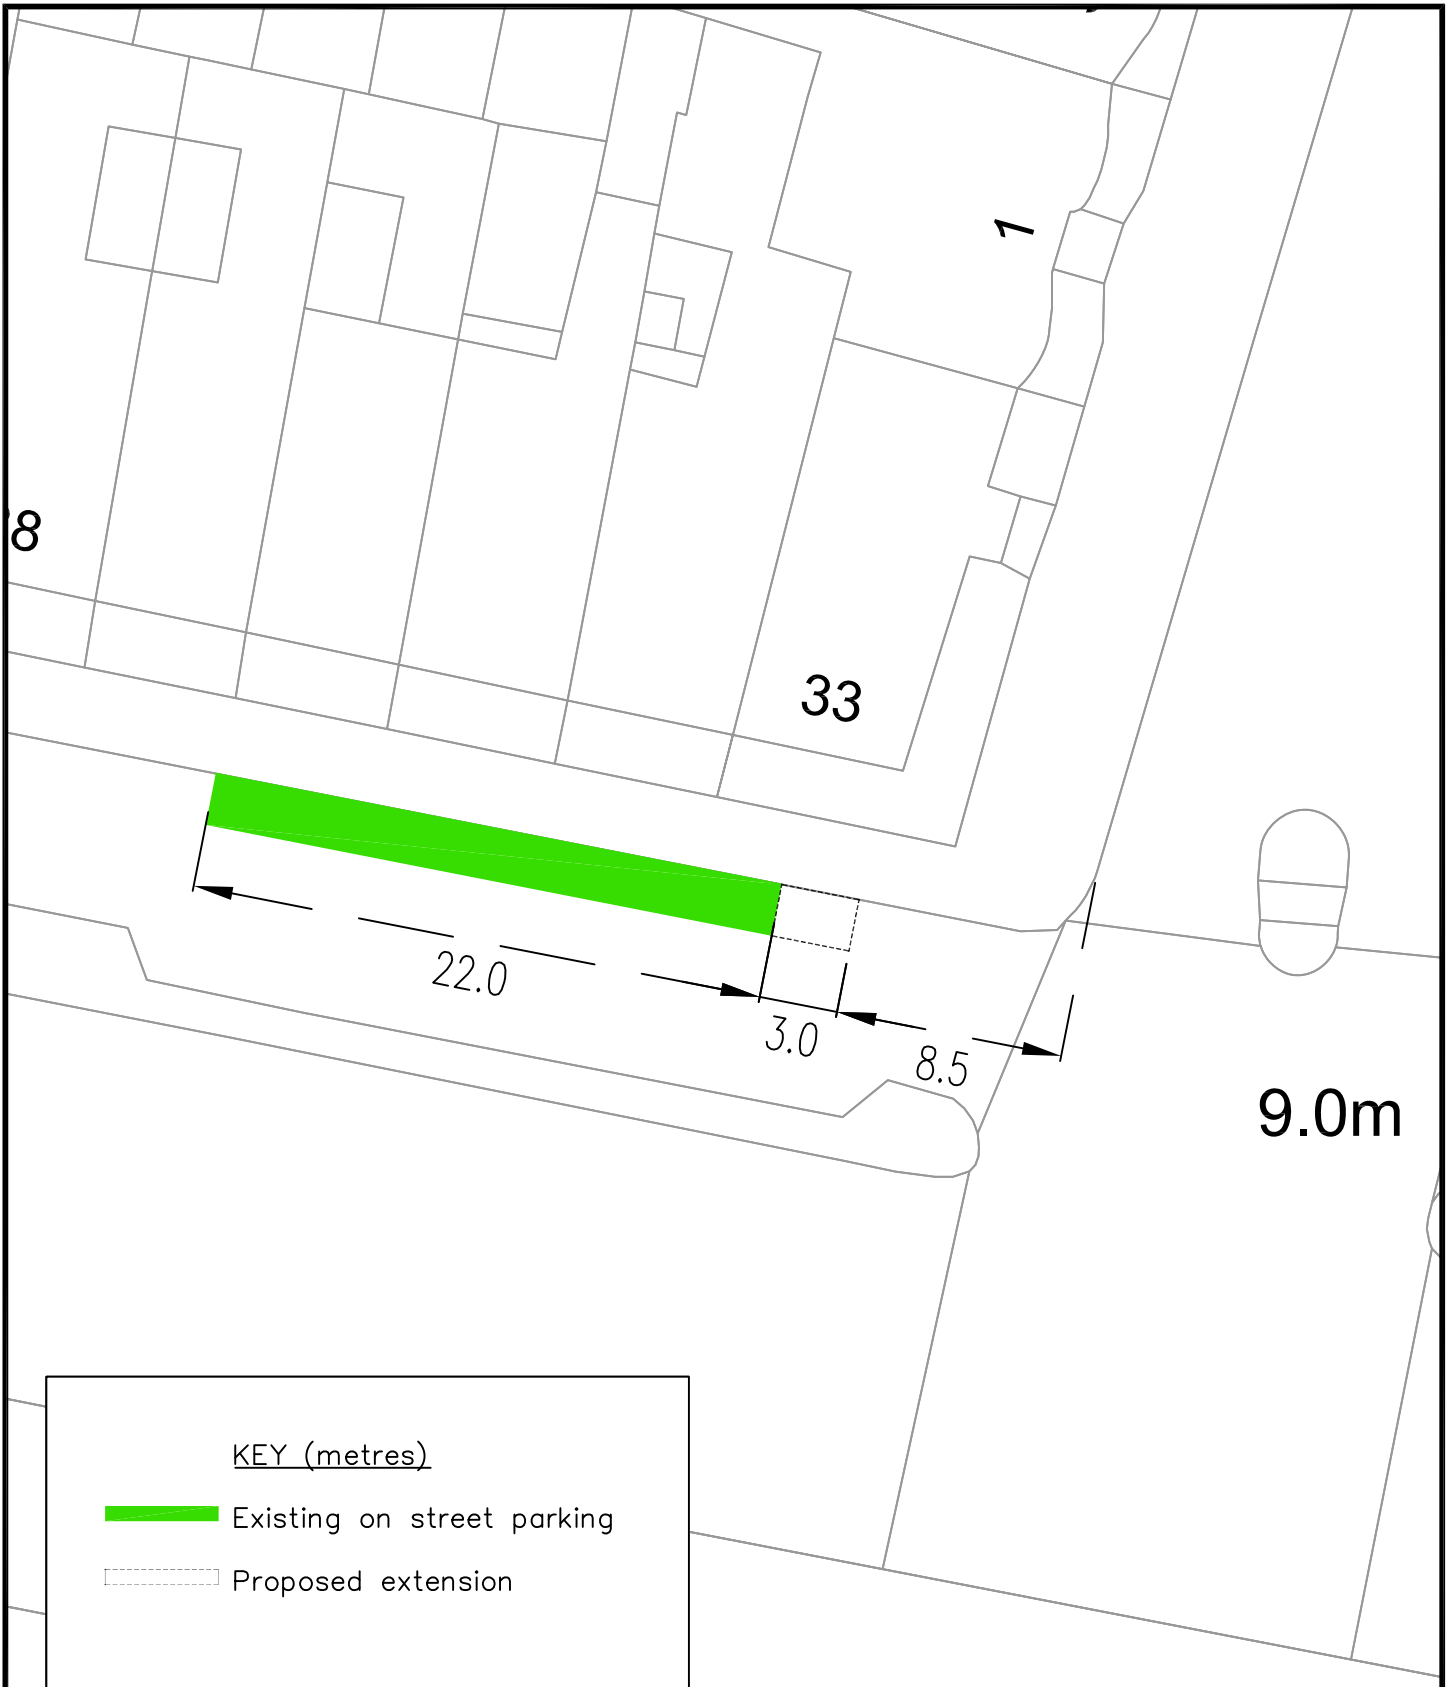 1
8
33
22.0
3.0
8.5
9.0m
KEY (metres)
Existing on street parking
Proposed extension